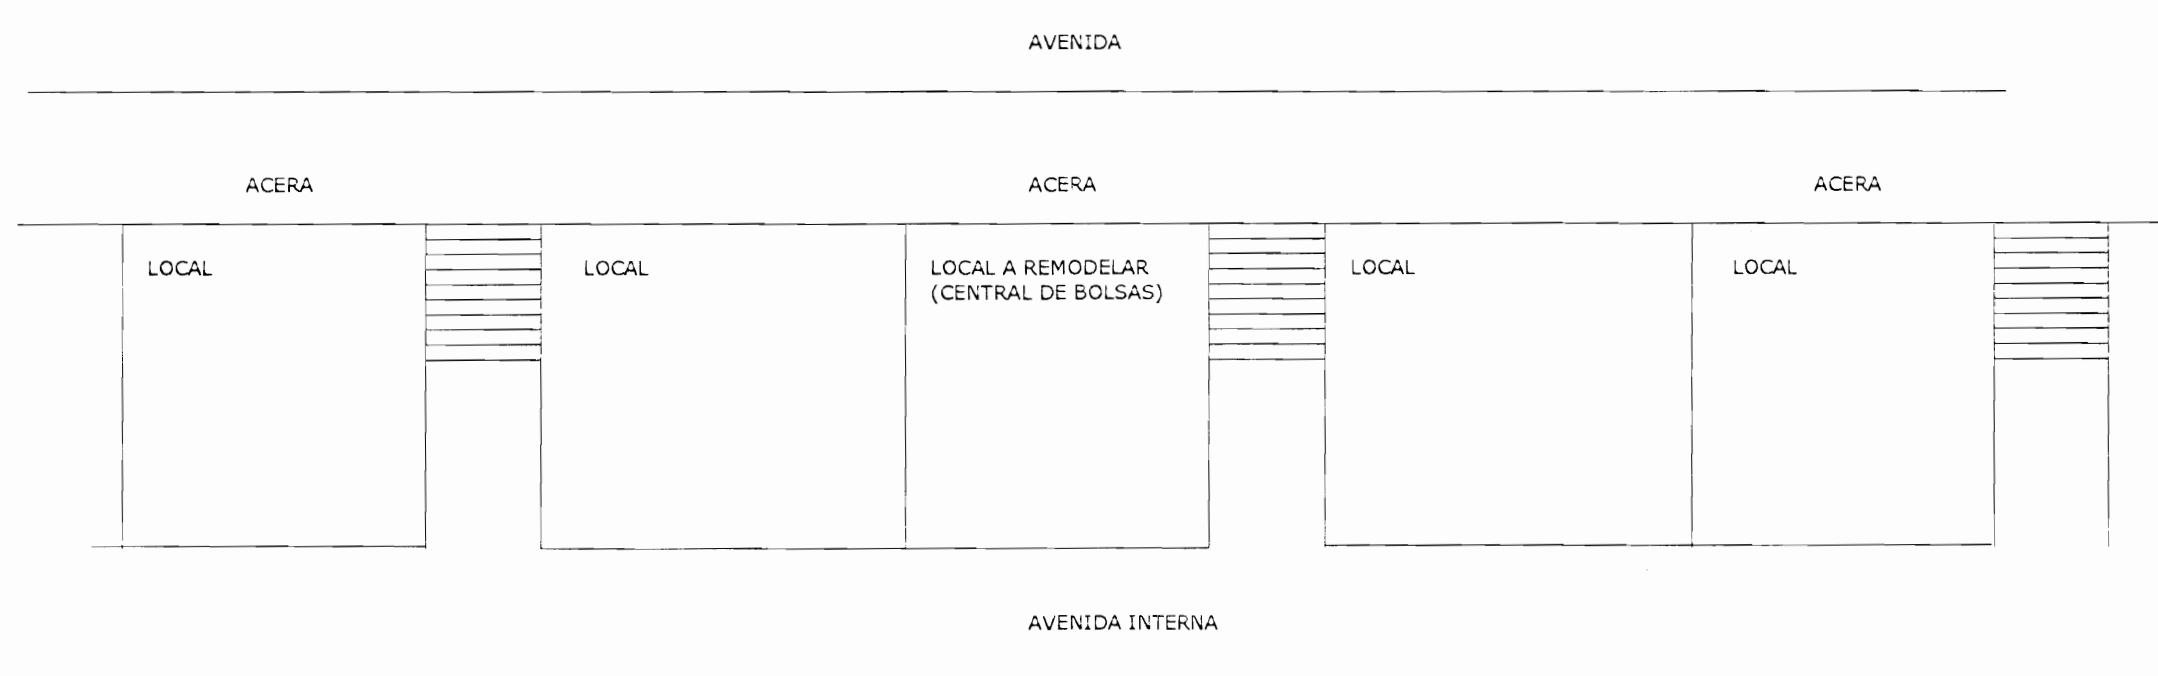 AVENIDA
ACERA
ACERA
ACERA
LOCAL
LOCAL
LOCAL A REMODELAR
(CENTRAL DE BOLSAS)
LOCAL
LOCAL
AVENIDA INTERNA